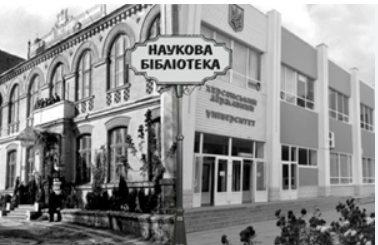 НАУКОВА
БІБЛІОТЕКА
ХЕРСОНСЬКИЙ
ДЕРЖАВНИЙ
УНІВЕРСИТЕТ